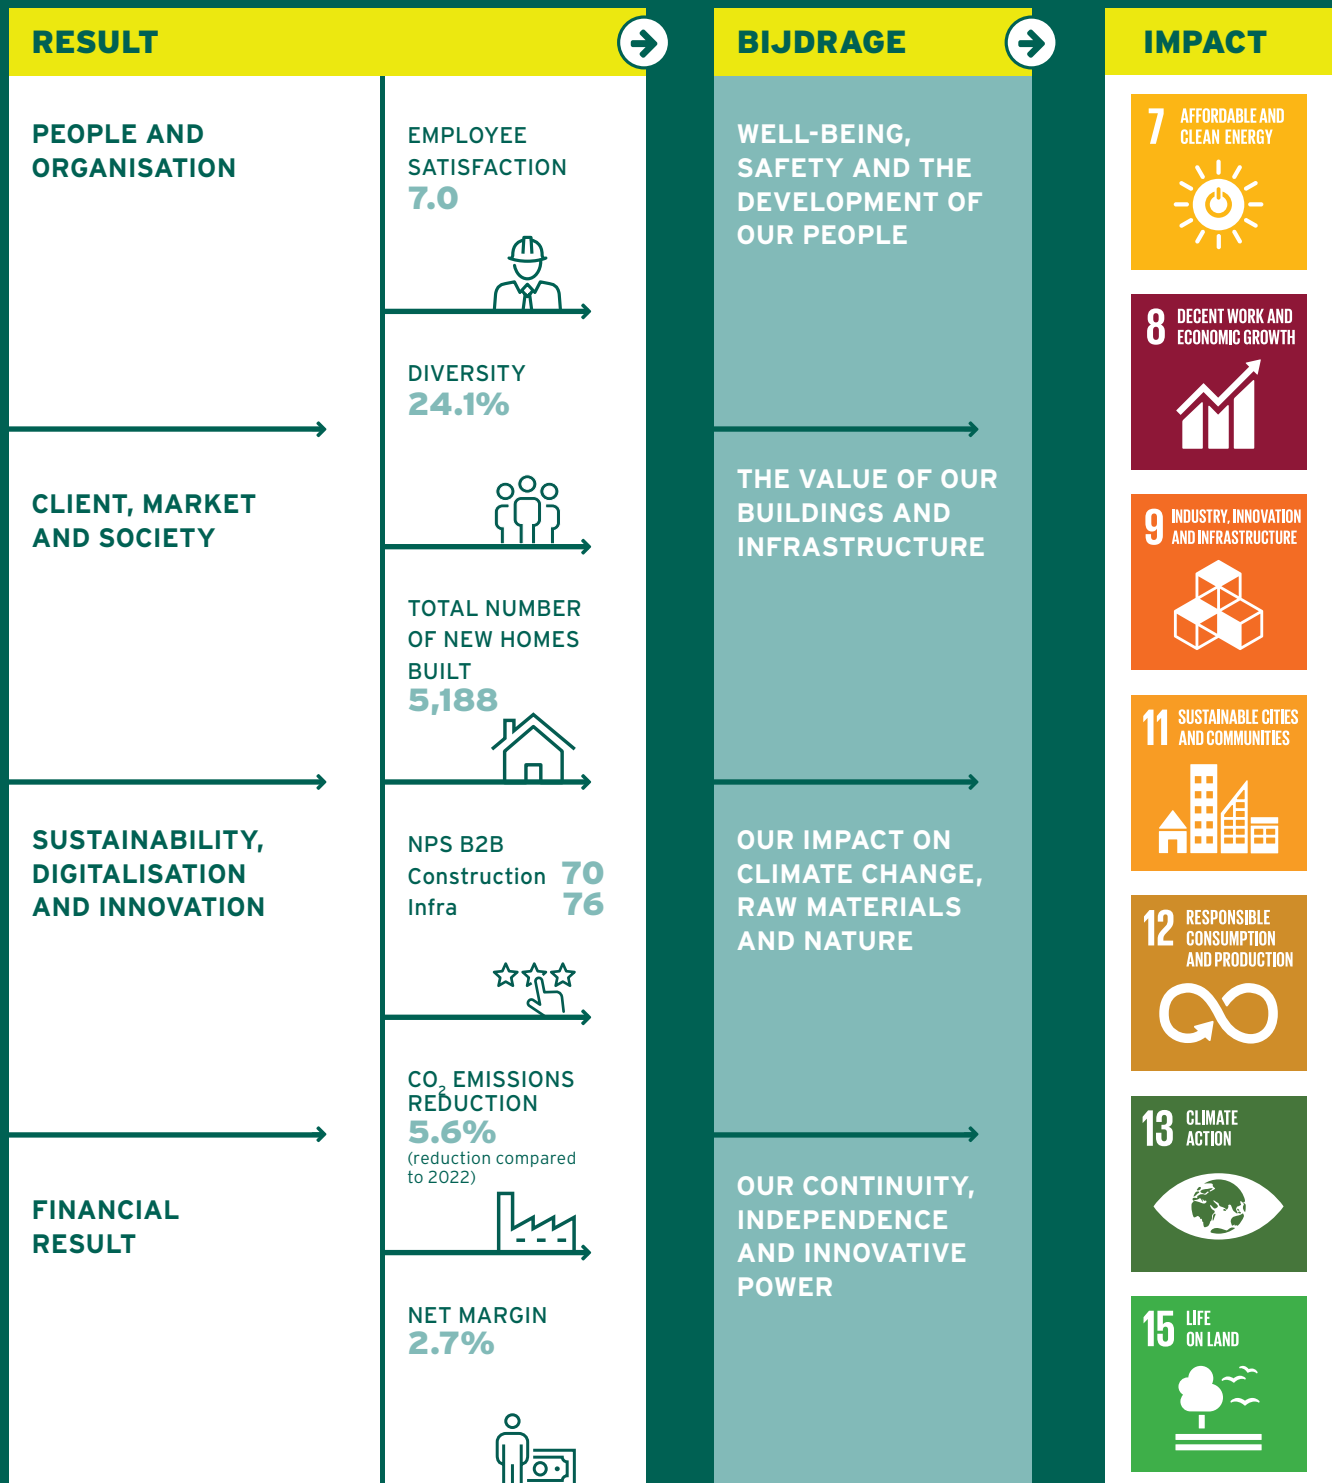 RESULT
PEOPLE AND
ORGANISATION
CLIENT, MARKET
AND SOCIETY
SUSTAINABILITY,
DIGITALISATION
AND INNOVATION
FINANCIAL
RESULT
EMPLOYEE
SATISFACTION
7.0
DIVERSITY
24.1%
TOTAL NUMBER
OF NEW HOMES
BUILT
5,188
NPS B2B
Construction 70
Infra 76
CO₂ EMISSIONS
REDUCTION
5.6%
(reduction compared
to 2022)
NET MARGIN
2.7%
BIJDRAGE
WELL-BEING,
SAFETY AND THE
DEVELOPMENT OF
OUR PEOPLE
THE VALUE OF OUR
BUILDINGS AND
INFRASTRUCTURE
OUR IMPACT ON
CLIMATE CHANGE,
RAW MATERIALS
AND NATURE
OUR CONTINUITY,
INDEPENDENCE
AND INNOVATIVE
POWER
IMPACT
7 AFFORDABLE AND
CLEAN ENERGY
8 DECENT WORK AND
ECONOMIC GROWTH
9 INDUSTRY, INNOVATION
AND INFRASTRUCTURE
11 SUSTAINABLE CITIES
AND COMMUNITIES
12 RESPONSIBLE
CONSUMPTION
AND PRODUCTION
13 CLIMATE
ACTION
15 LIFE
ON LAND